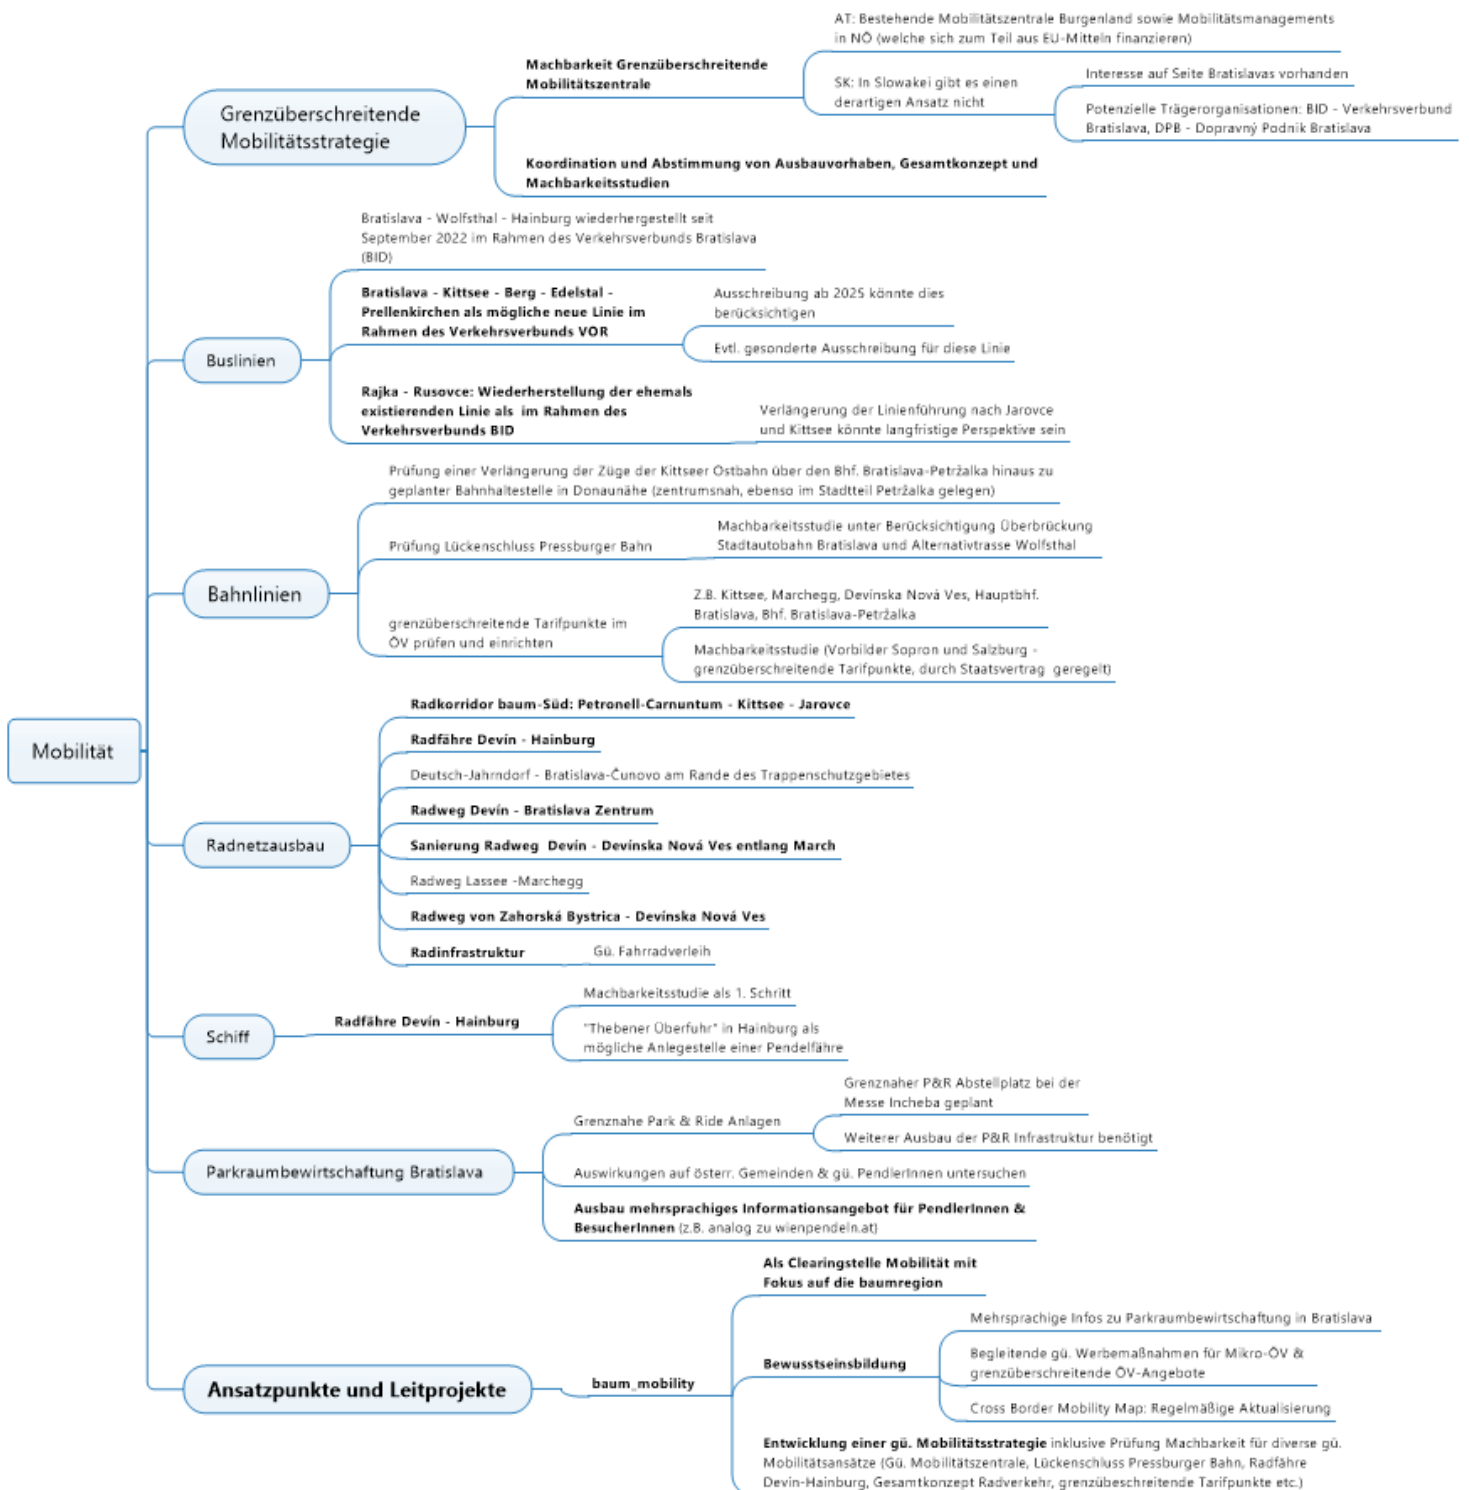 Mobilität
Grenzüberschreitende
Mobilitätsstrategie
Machbarkeit Grenzüberschreitende
Mobilitätszentrale
AT: Bestehende Mobilitätszentrale Burgenland sowie Mobilitätsmanagements
in NÖ (welche sich zum Teil aus EU-Mitteln finanzieren)
SK: In Slowakei gibt es einen
derartigen Ansatz nicht
Interesse auf Seite Bratislavas vorhanden
Potenzielle Trägerorganisationen: BID - Verkehrsverbund
Bratislava, DPB - Dopravný Podnik Bratislava
Koordination und Abstimmung von Ausbauvorhaben, Gesamtkonzept und
Machbarkeitsstudien
Buslinien
Bratislava - Wolfsthal - Hainburg wiederhergestellt seit
September 2022 im Rahmen des Verkehrsverbunds Bratislava
(BID)
Bratislava - Kittsee - Berg - Edelstal -
Prellenkirchen als mögliche neue Linie im
Rahmen des Verkehrsverbunds VOR
Ausschreibung ab 2025 könnte dies
berücksichtigen
Evtl. gesonderte Ausschreibung für diese Linie
Rajka - Rusovce: Wiederherstellung der ehemals
existierenden Linie als  im Rahmen des
Verkehrsverbunds BID
Verlängerung der Linienführung nach Jarovce
und Kittsee könnte langfristige Perspektive sein
Bahnlinien
Prüfung einer Verlängerung der Züge der Kittseer Ostbahn über den Bhf. Bratislava-Petržalka hinaus zu
geplanter Bahnhaltestelle in Donaunähe (zentrumsnah, ebenso im Stadtteil Petržalka gelegen)
Prüfung Lückenschluss Pressburger Bahn
Machbarkeitsstudie unter Berücksichtigung Überbrückung
Stadtautobahn Bratislava und Alternativtrasse Wolfsthal
grenzüberschreitende Tarifpunkte im
ÖV prüfen und einrichten
Z.B. Kittsee, Marchegg, Devínska Nová Ves, Hauptbhf.
Bratislava, Bhf. Bratislava-Petržalka
Machbarkeitsstudie (Vorbilder Sopron und Salzburg -
grenzüberschreitende Tarifpunkte, durch Staatsvertrag  geregelt)
Radnetzausbau
Radkorridor baum-Süd: Petronell-Carnuntum - Kittsee - Jarovce
Radfähre Devín - Hainburg
Deutsch-Jahrndorf - Bratislava-Čunovo am Rande des Trappenschutzgebietes
Radweg Devín - Bratislava Zentrum
Sanierung Radweg  Devín - Devínska Nová Ves entlang March
Radweg Lassee -Marchegg
Radweg von Zahorská Bystrica - Devínska Nová Ves
Radinfrastruktur
Gü. Fahrradverleih
Schiff
Radfähre Devín - Hainburg
Machbarkeitsstudie als 1. Schritt
"Thebener Überfuhr" in Hainburg als
mögliche Anlegestelle einer Pendelfähre
Parkraumbewirtschaftung Bratislava
Grenznahe Park & Ride Anlagen
Grenznaher P&R Abstellplatz bei der
Messe Incheba geplant
Weiterer Ausbau der P&R Infrastruktur benötigt
Auswirkungen auf österr. Gemeinden & gü. PendlerInnen untersuchen
Ausbau mehrsprachiges Informationsangebot für PendlerInnen &
BesucherInnen (z.B. analog zu wienpendeln.at)
Ansatzpunkte und Leitprojekte
baum_mobility
Als Clearingstelle Mobilität mit
Fokus auf die baumregion
Bewusstseinsbildung
Mehrsprachige Infos zu Parkraumbewirtschaftung in Bratislava
Begleitende gü. Werbemaßnahmen für Mikro-ÖV &
grenzüberschreitende ÖV-Angebote
Cross Border Mobility Map: Regelmäßige Aktualisierung
Entwicklung einer gü. Mobilitätsstrategie inklusive Prüfung Machbarkeit für diverse gü.
Mobilitätsansätze (Gü. Mobilitätszentrale, Lückenschluss Pressburger Bahn, Radfähre
Devin-Hainburg, Gesamtkonzept Radverkehr, grenzübeschreitende Tarifpunkte etc.)